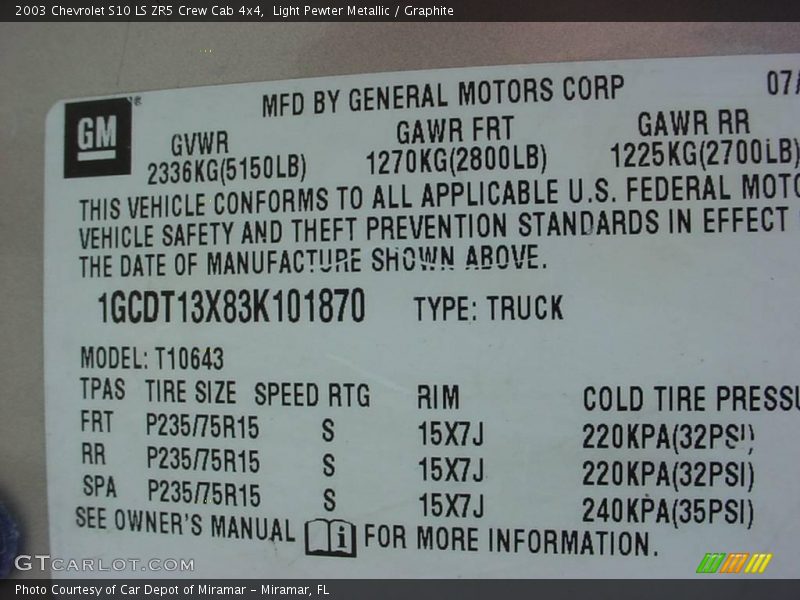 2003 Chevrolet S10 LS ZR5 Crew Cab 4x4,  Light Pewter Metallic / Graphite
GM®
MFD BY GENERAL MOTORS CORP 07/
GVWR GAWR FRT GAWR RR
2336KG(5150LB) 1270KG(2800LB) 1225KG(2700LB)
THIS VEHICLE CONFORMS TO ALL APPLICABLE U.S. FEDERAL MOTO
VEHICLE SAFETY AND THEFT PREVENTION STANDARDS IN EFFECT
THE DATE OF MANUFACTURE SHOWN ABOVE.
1GCDT13X83K101870 TYPE: TRUCK
MODEL: T10643
TPAS TIRE SIZE SPEED RTG RIM COLD TIRE PRESSU
FRT P235/75R15 S 15X7J 220KPA(32PSI)
RR P235/75R15 S 15X7J 220KPA(32PSI)
SPA P235/75R15 S 15X7J 240KPA(35PSI)
SEE OWNER'S MANUAL i FOR MORE INFORMATION.
GTCARLOT.COM
Photo Courtesy of Car Depot of Miramar - Miramar, FL